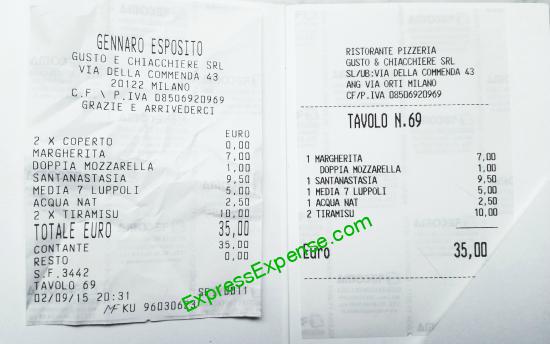 GENNARO ESPOSITO
GUSTO E CHIACCHIERE SRL
VIA DELLA COMMENDA 43
20122 MILANO
C.F \ P.IVA 08506920969
GRAZIE E ARRIVEDERCI
EURO
2 X COPERTO 0,00
MARGHERITA 7,00
DOPPIA MOZZARELLA 1,00
SANTANASTASIA 9,50
MEDIA 7 LUPPOLI 5,00
ACQUA NAT 2,50
2 X TIRAMISU 10,00
TOTALE EURO 35,00
CONTANTE 35,00
RESTO 0,00
S.F.3442
TAVOLO 69
02/09/15 20:31
MF KU
RISTORANTE PIZZERIA
GUSTO & CHIACCHIERE SRL
SL/UB:VIA DELLA COMMENDA 43
ANG VIA ORTI MILANO
CF/P.IVA 08506920969
TAVOLO N.69
1 MARGHERITA 7,00
DOPPIA MOZZARELLA 1,00
1 SANTANASTASIA 9,50
1 MEDIA 7 LUPPOLI 5,00
1 ACQUA NAT 2,50
2 TIRAMISU 10,00
Euro 35,00
ExpressExpense.com